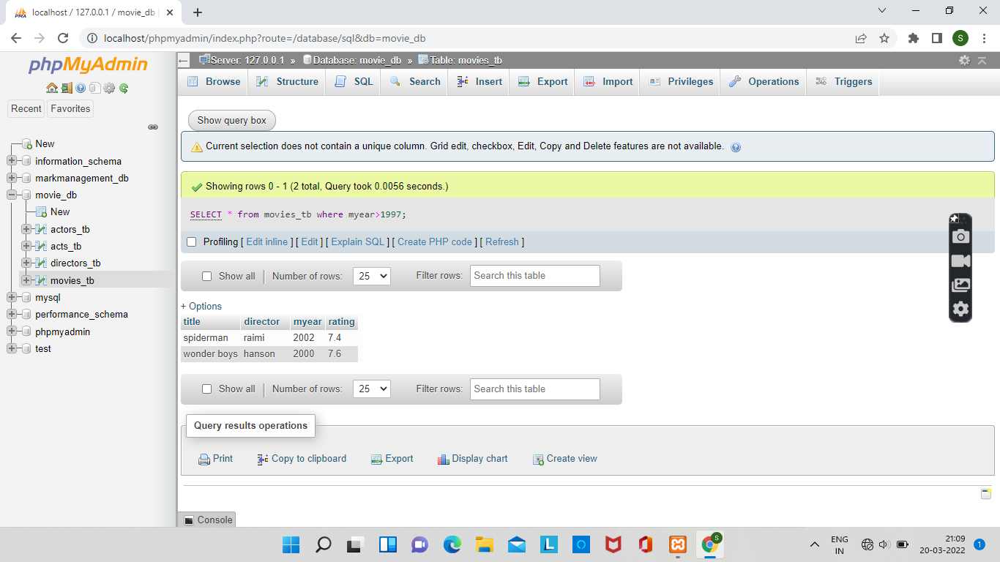 localhost / 127.0.0.1 / movie_db |
localhost/phpmyadmin/index.php?route=/database/sql&db=movie_db
S
phpMyAdmin
Recent Favorites
New
information_schema
markmanagement_db
movie_db
New
actors_tb
acts_tb
directors_tb
movies_tb
mysql
performance_schema
phpmyadmin
test
Server: 127.0.0.1 » Database: movie_db » Table: movies_tb
Browse Structure SQL Search Insert Export Import Privileges Operations Triggers
Show query box
Current selection does not contain a unique column. Grid edit, checkbox, Edit, Copy and Delete features are not available.
Showing rows 0 - 1 (2 total, Query took 0.0056 seconds.)
SELECT * from movies_tb where myear>1997;
Profiling [ Edit inline ] [ Edit ] [ Explain SQL ] [ Create PHP code ] [ Refresh ]
Show all | Number of rows: 25 Filter rows: Search this table
+ Options
title director myear rating
spiderman raimi 2002 7.4
wonder boys hanson 2000 7.6
Show all | Number of rows: 25 Filter rows: Search this table
Query results operations
Print Copy to clipboard Export Display chart Create view
Console
L
S
ENG
IN
21:09
20-03-2022
1